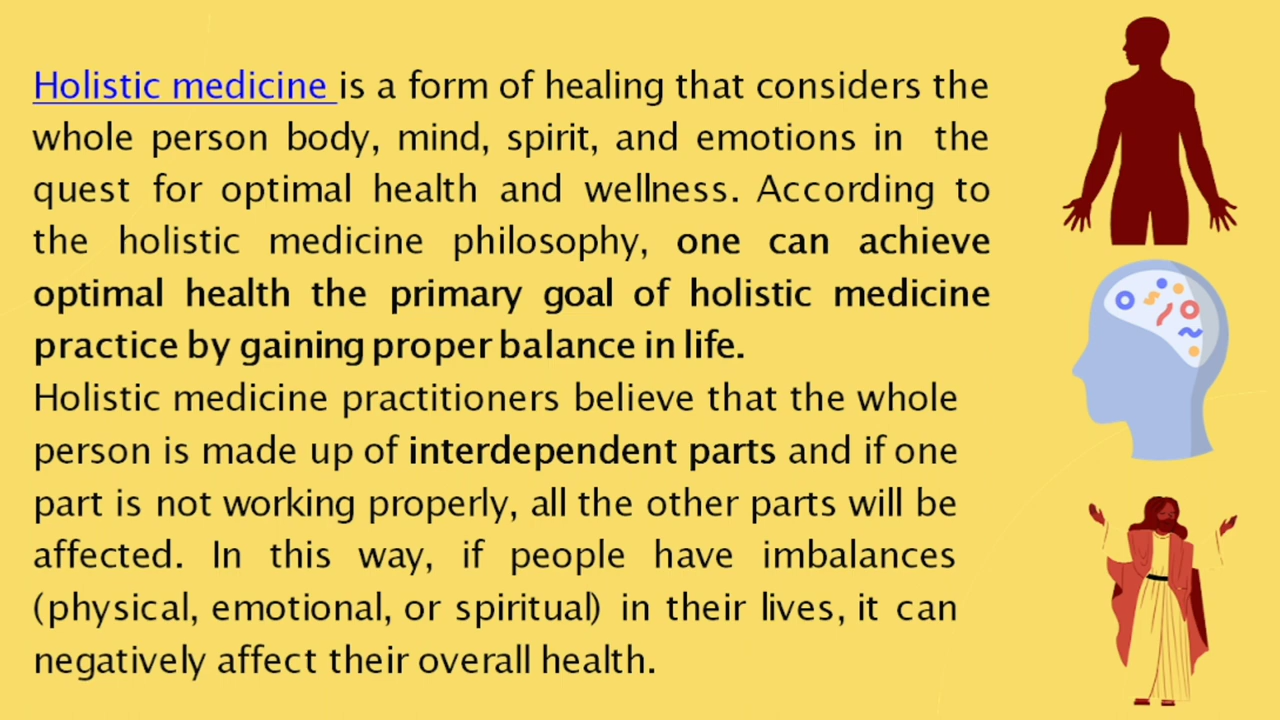 Holistic medicine is a form of healing that considers the
whole person body, mind, spirit, and emotions in the
quest for optimal health and wellness. According to
the holistic medicine philosophy, one can achieve
optimal health the primary goal of holistic medicine
practice by gaining proper balance in life.
Holistic medicine practitioners believe that the whole
person is made up of interdependent parts and if one
part is not working properly, all the other parts will be
affected. In this way, if people have imbalances
(physical, emotional, or spiritual) in their lives, it can
negatively affect their overall health.